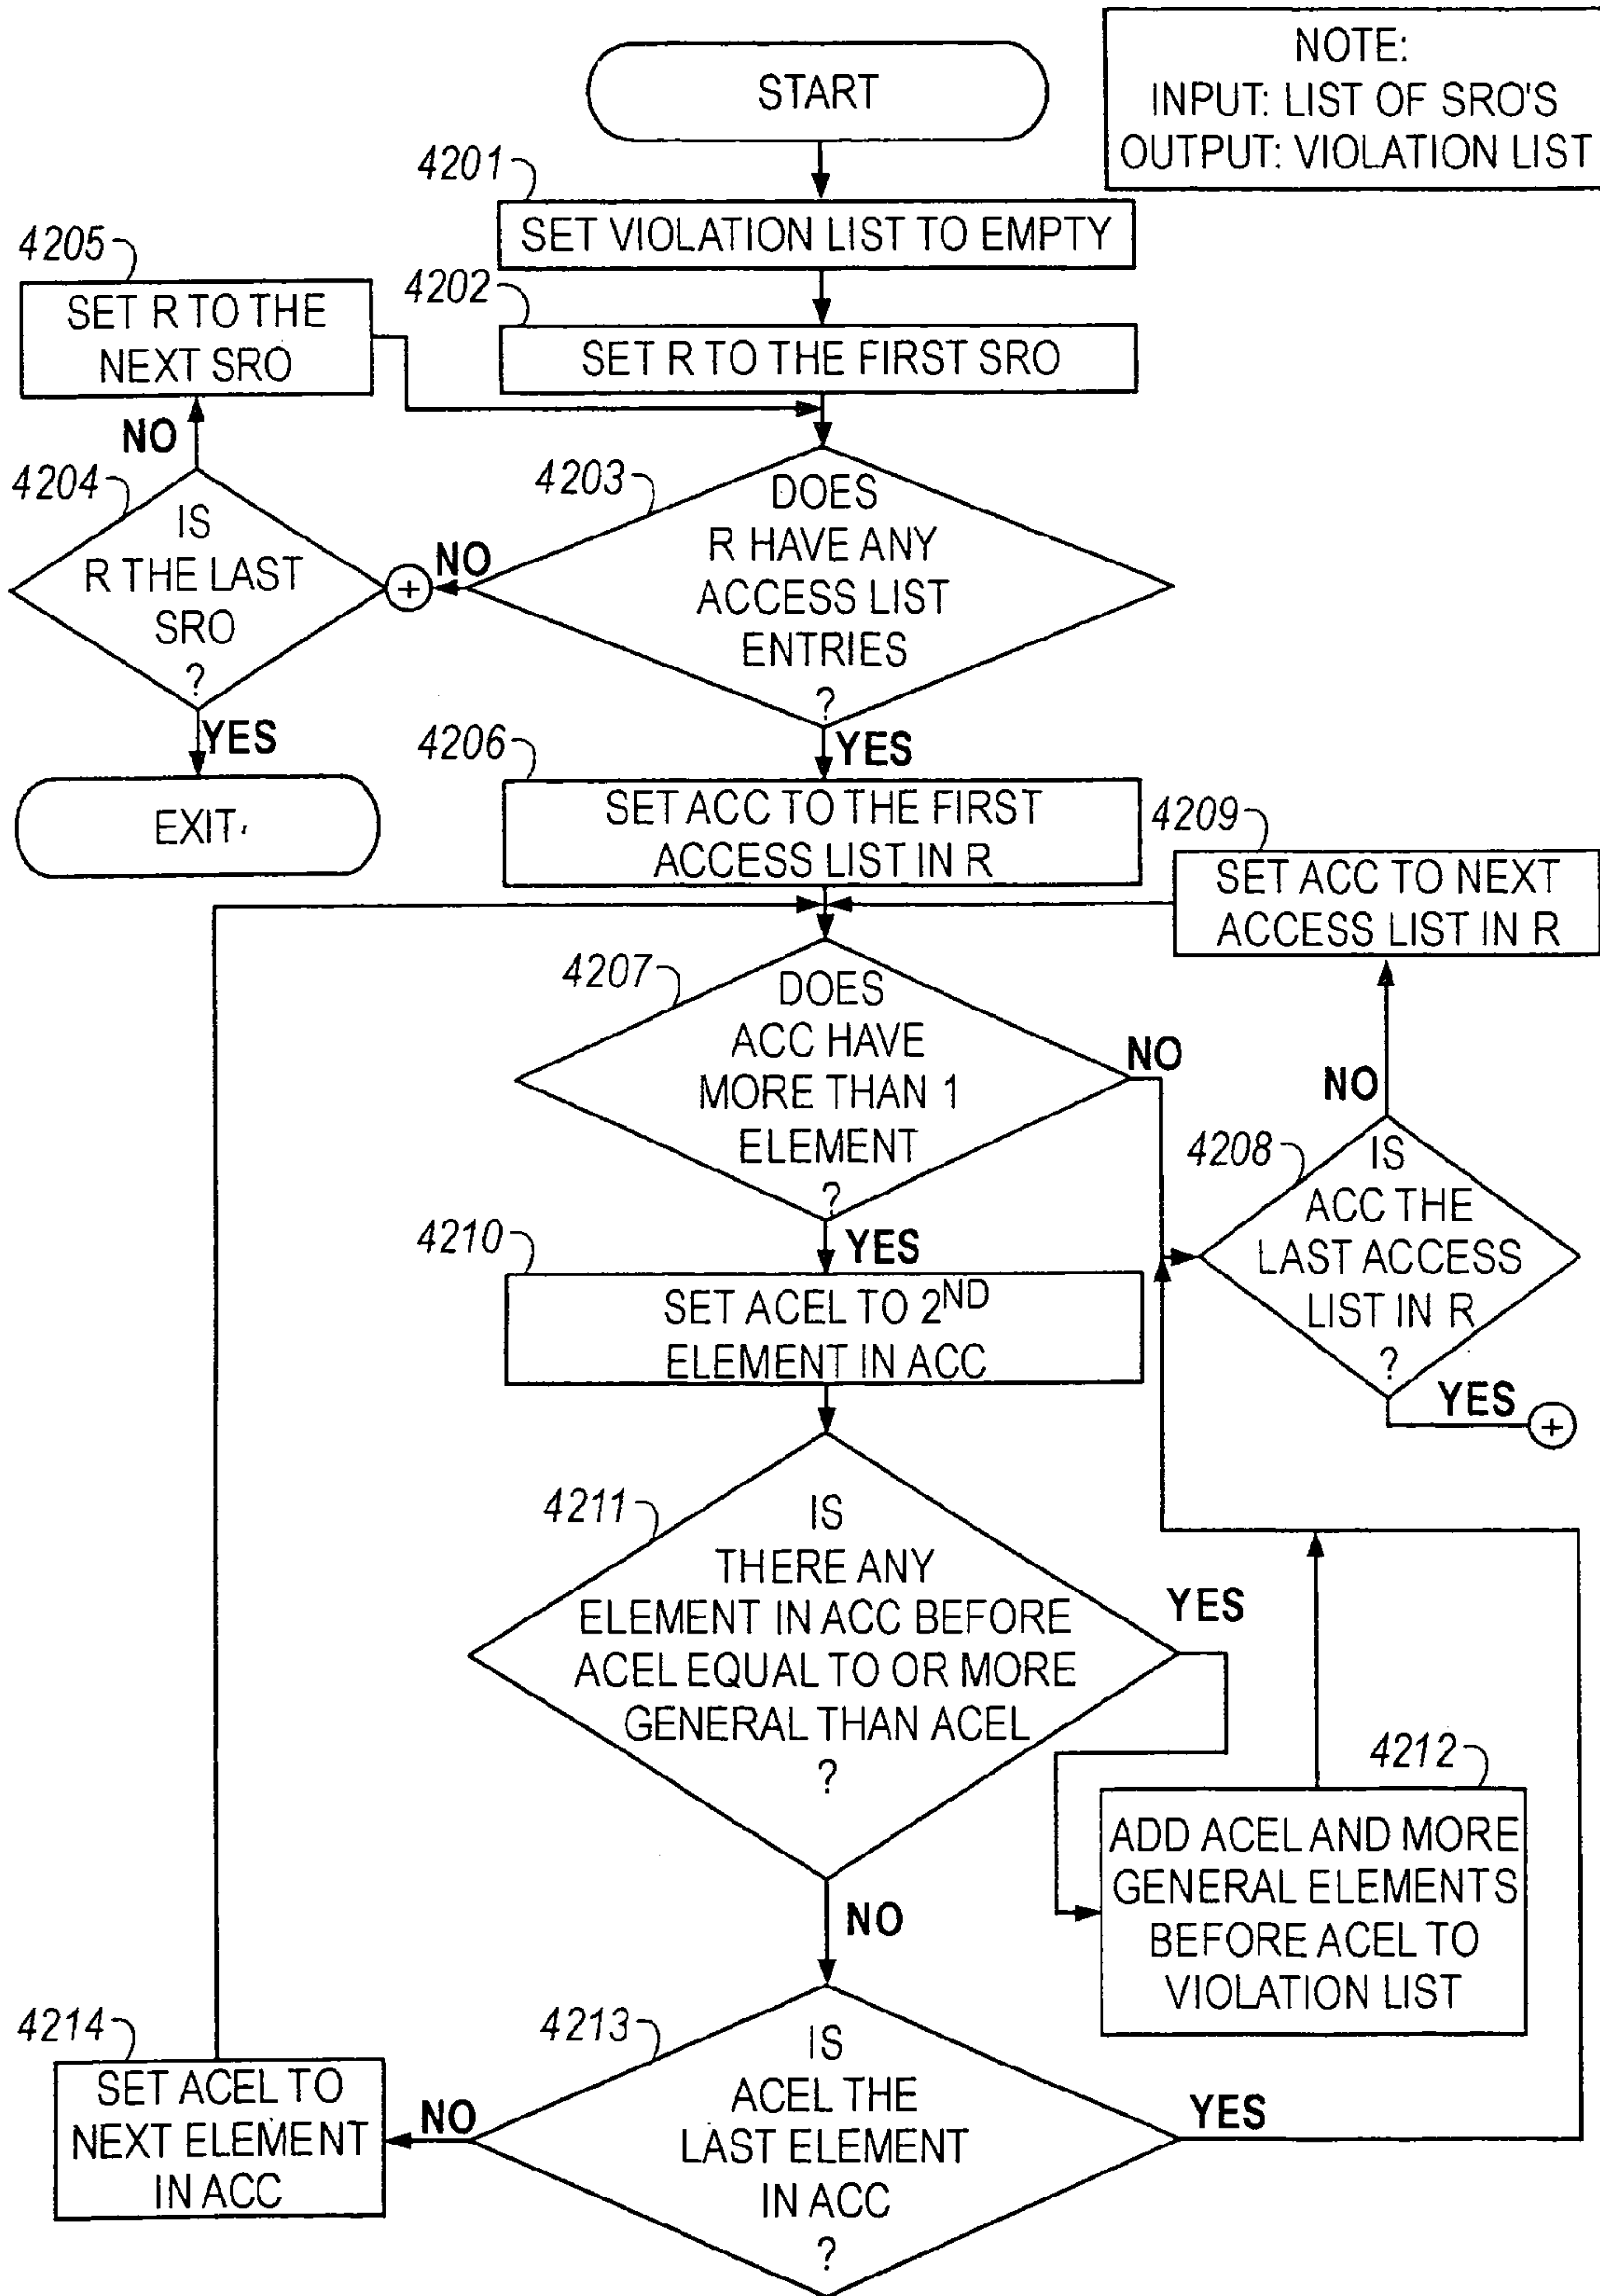 START
NOTE:
INPUT: LIST OF SRO'S
OUTPUT: VIOLATION LIST
4201
SET VIOLATION LIST TO EMPTY
4205
SET R TO THE
NEXT SRO
4202
SET R TO THE FIRST SRO
NO
4204
IS
R THE LAST
SRO
?
YES
EXIT
+
NO
4203
DOES
R HAVE ANY
ACCESS LIST
ENTRIES
?
YES
4206
SET ACC TO THE FIRST
ACCESS LIST IN R
4209
SET ACC TO NEXT
ACCESS LIST IN R
4207
DOES
ACC HAVE
MORE THAN 1
ELEMENT
?
NO
YES
NO
4208
IS
ACC THE
LAST ACCESS
LIST IN R
?
YES
+
4210
SET ACEL TO 2ND
ELEMENT IN ACC
4211
IS
THERE ANY
ELEMENT IN ACC BEFORE
ACEL EQUAL TO OR MORE
GENERAL THAN ACEL
?
YES
NO
4212
ADD ACEL AND MORE
GENERAL ELEMENTS
BEFORE ACEL TO
VIOLATION LIST
4214
SET ACEL TO
NEXT ELEMENT
IN ACC
NO
4213
IS
ACEL THE
LAST ELEMENT
IN ACC
?
YES